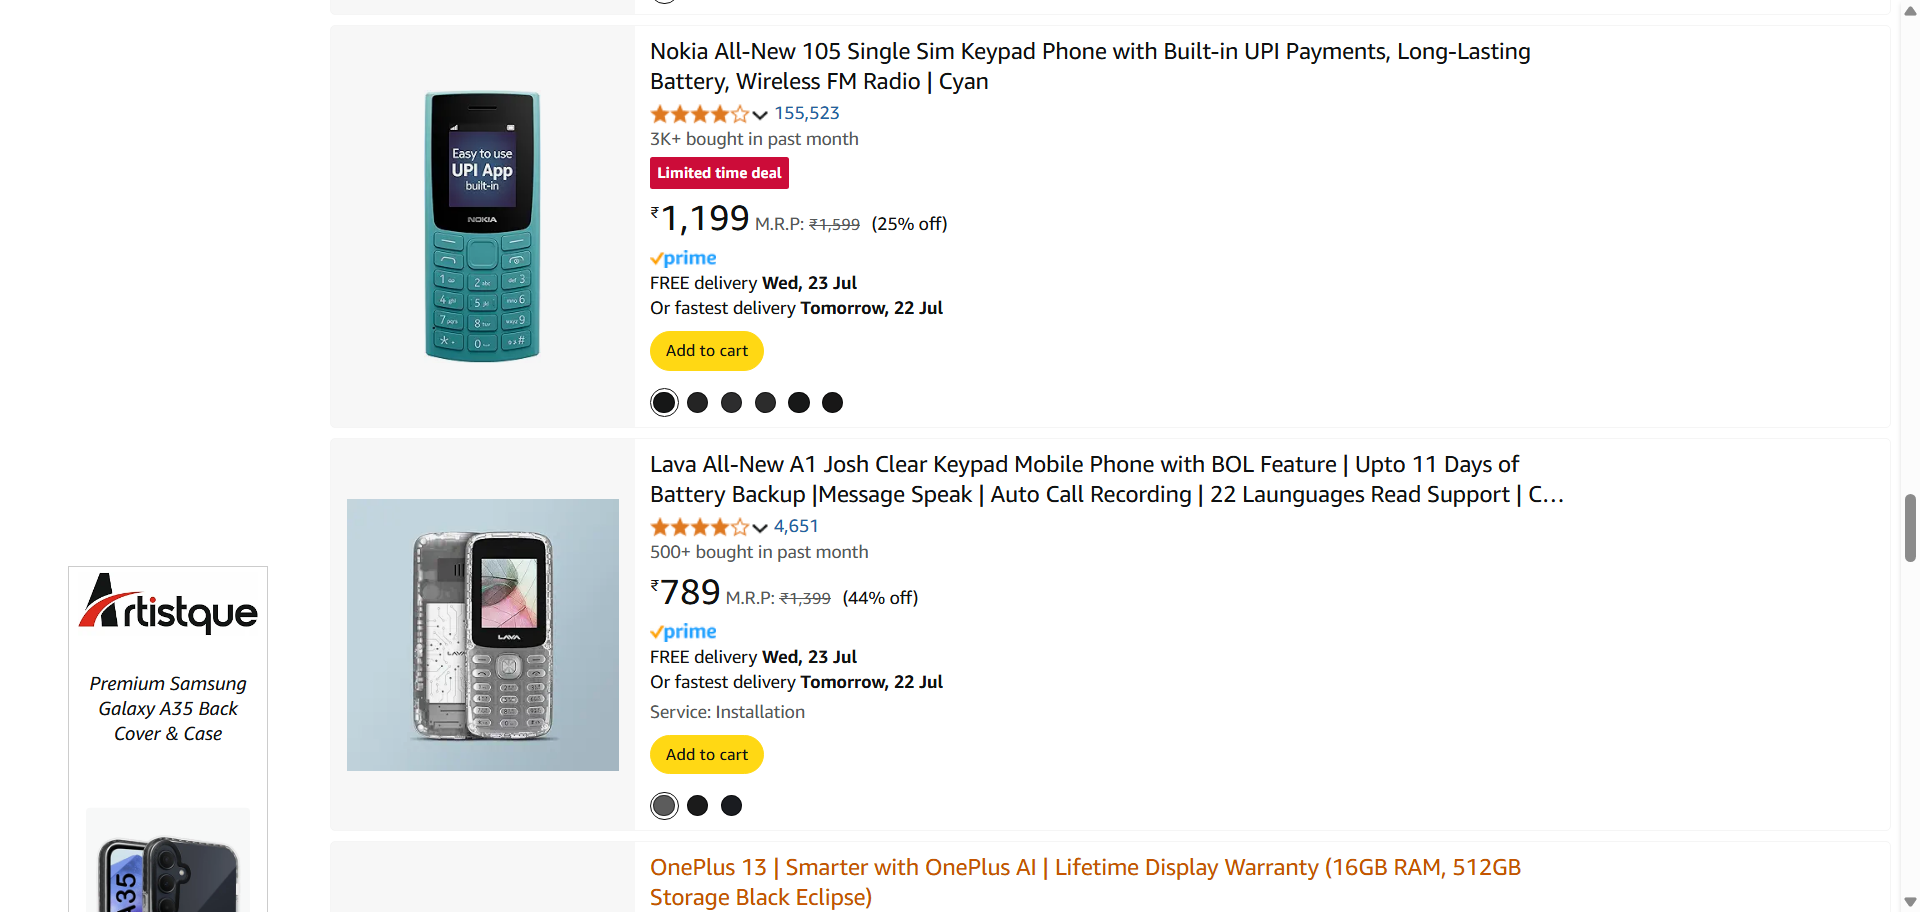 Nokia All-New 105 Single Sim Keypad Phone with Built-in UPI Payments, Long-Lasting
Battery, Wireless FM Radio | Cyan
155,523
3K+ bought in past month
Limited time deal
₹1,199 M.R.P: ₹1,599 (25% off)
prime
FREE delivery Wed, 23 Jul
Or fastest delivery Tomorrow, 22 Jul
Add to cart
Easy to use
UPI App
built-in
NOKIA
Lava All-New A1 Josh Clear Keypad Mobile Phone with BOL Feature | Upto 11 Days of
Battery Backup |Message Speak | Auto Call Recording | 22 Launguages Read Support | C…
4,651
500+ bought in past month
₹789 M.R.P: ₹1,399 (44% off)
prime
FREE delivery Wed, 23 Jul
Or fastest delivery Tomorrow, 22 Jul
Service: Installation
Add to cart
LAVA
LAVA
OnePlus 13 | Smarter with OnePlus AI | Lifetime Display Warranty (16GB RAM, 512GB
Storage Black Eclipse)
Artistque
Premium Samsung
Galaxy A35 Back
Cover & Case
A35